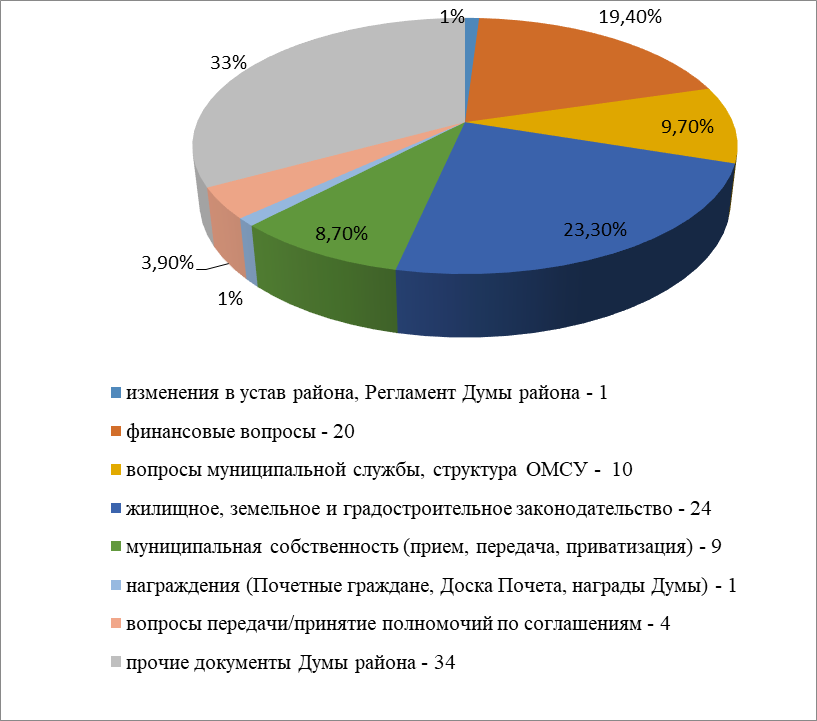 1%
19,40%
33%
9,70%
23,30%
8,70%
3,90%
1%
изменения в устав района, Регламент Думы района - 1
финансовые вопросы - 20
вопросы муниципальной службы, структура ОМСУ - 10
жилищное, земельное и градостроительное законодательство - 24
муниципальная собственность (прием, передача, приватизация) - 9
награждения (Почетные граждане, Доска Почета, награды Думы) - 1
вопросы передачи/принятие полномочий по соглашениям - 4
прочие документы Думы района - 34